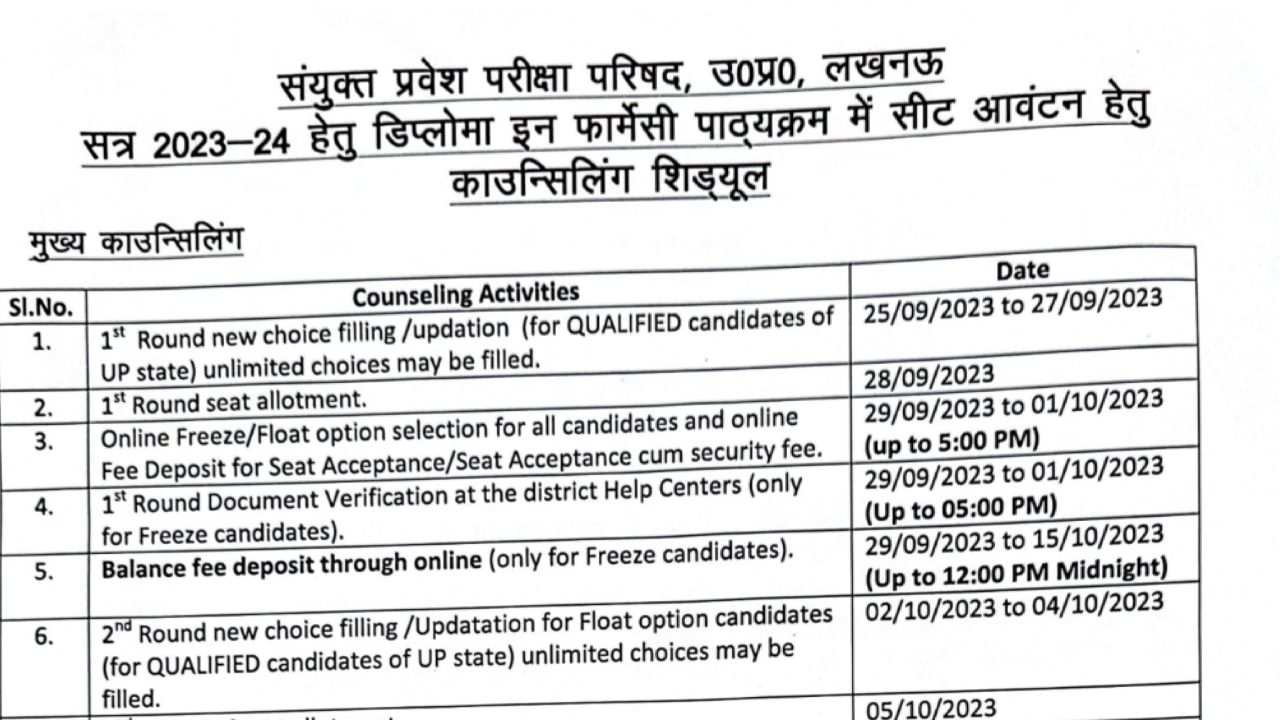 संयुक्त प्रवेश परीक्षा परिषद, उ0प्र0, लखनऊ
सत्र 2023–24 हेतु डिप्लोमा इन फार्मेसी पाठ्यक्रम में सीट आवंटन हेतु
काउन्सिलिंग शिड्यूल
मुख्य काउन्सिलिंग
Sl.No. Counseling Activities Date
1. 1st Round new choice filling /updation (for QUALIFIED candidates of 25/09/2023 to 27/09/2023
UP state) unlimited choices may be filled.
2. 1st Round seat allotment. 28/09/2023
3. Online Freeze/Float option selection for all candidates and online 29/09/2023 to 01/10/2023
Fee Deposit for Seat Acceptance/Seat Acceptance cum security fee. (up to 5:00 PM)
4. 1st Round Document Verification at the district Help Centers (only 29/09/2023 to 01/10/2023
for Freeze candidates). (Up to 05:00 PM)
5. Balance fee deposit through online (only for Freeze candidates). 29/09/2023 to 15/10/2023
(Up to 12:00 PM Midnight)
6. 2nd Round new choice filling /Updatation for Float option candidates 02/10/2023 to 04/10/2023
(for QUALIFIED candidates of UP state) unlimited choices may be
filled.
05/10/2023